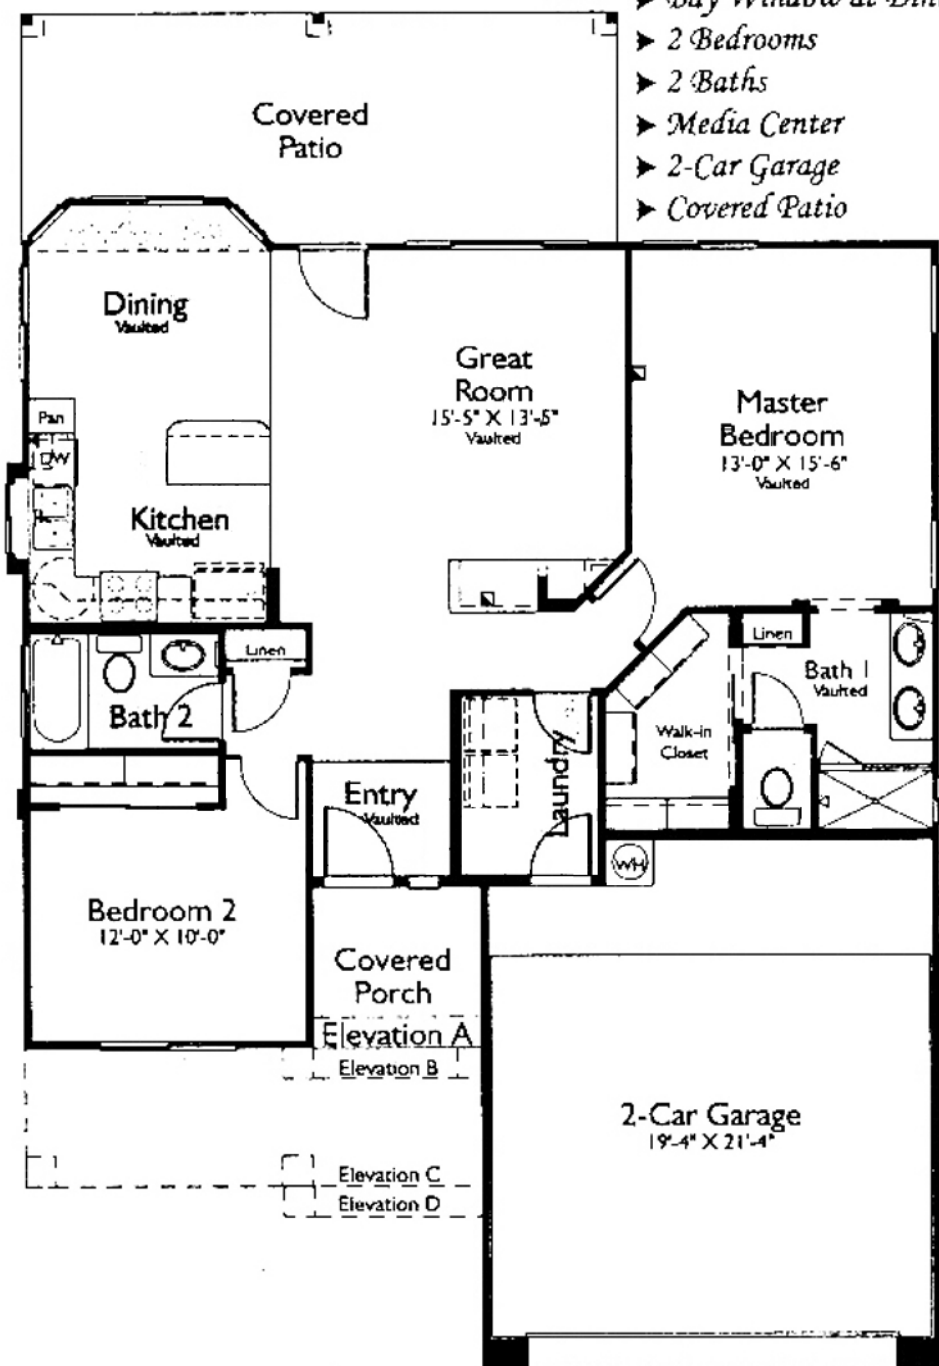 Bay Window at
2 Bedrooms
2 Baths
Media Center
2-Car Garage
Covered Patio
Covered
Patio
Dining
Vaulted
Great
Room
15'-5" X 13'-5"
Vaulted
Master
Bedroom
13'-0" X 15'-6"
Vaulted
Pan
DW
Kitchen
Vaulted
Linen
Bath 2
Linen
Bath 1
Vaulted
Walk-in
Closet
Laundry
Entry
Vaulted
WH
Bedroom 2
12'-0" X 10'-0"
Covered
Porch
Elevation A
Elevation B
2-Car Garage
19'-4" X 21'-4"
Elevation C
Elevation D